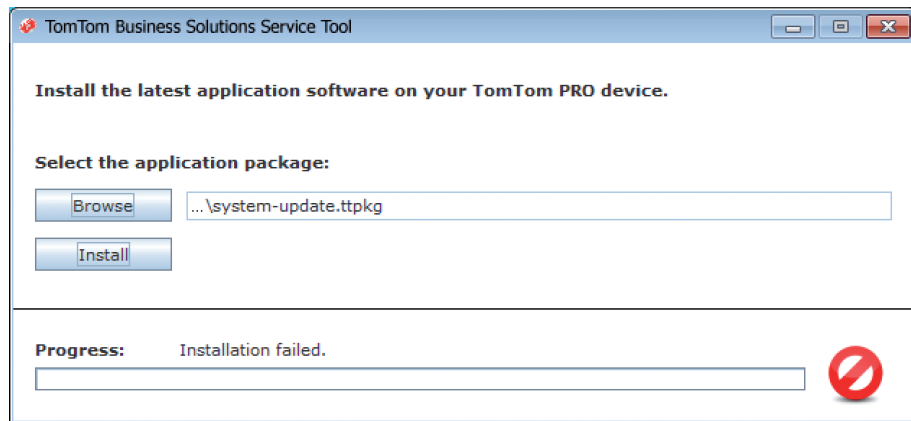 TomTom Business Solutions Service Tool
Install the latest application software on your TomTom PRO device.
Select the application package:
Browse ...\system-update.ttpkg
Install
Progress: Installation failed.